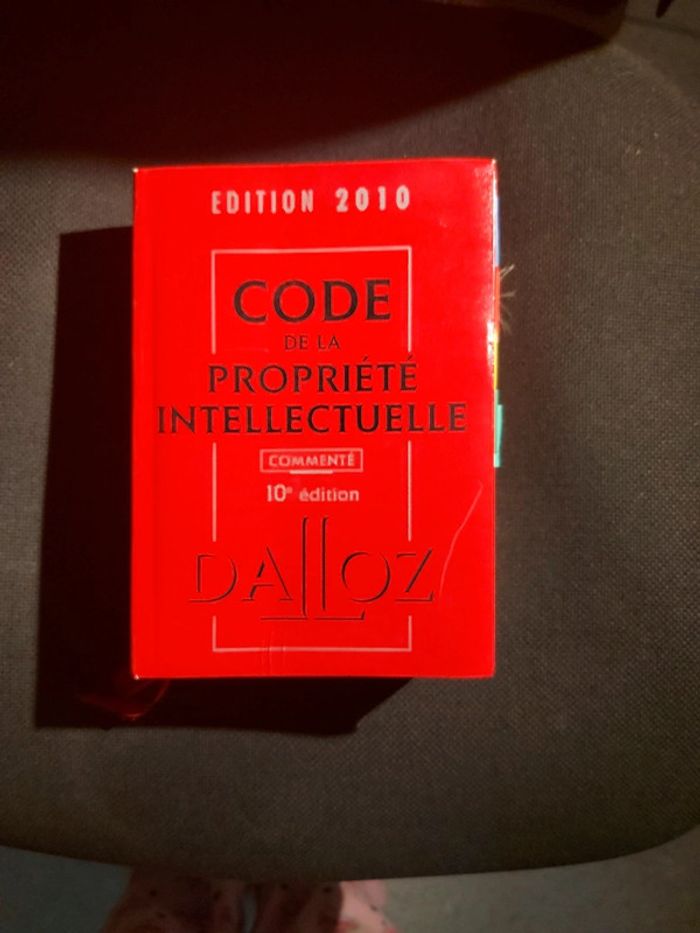 EDITION 2010
CODE
DE LA
PROPRIÉTÉ
INTELLECTUELLE
COMMENTÉ
10e édition
DALLOZ